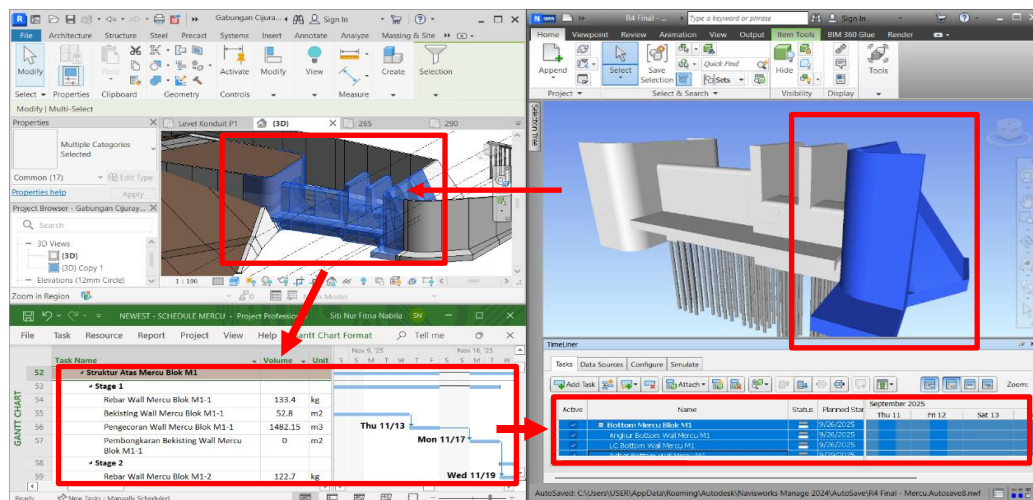 Gabungan Cijura...
Sign In
File Architecture Structure Steel Precast Systems Insert Annotate Analyze Massing & Site
Modify
Paste
Activate Modify View Create Selection
Select Properties Clipboard Geometry Controls Measure
Modify | Multi-Select
Properties
Level Konduit P1
(3D)
265
290
Multiple Categories
Selected
Common (17)
Edit Type
Properties help
Apply
Project Browser - Gabungan Cijuray...
Search
3D Views
(3D)
(3D) Copy 1
Elevations (12mm Circle)
1 : 100
Zoom in Region
Main Model
R4 Final - ...
Type a keyword or phrase
Sign In
Home Viewpoint Review Animation View Output Item Tools BIM 360 Glue Render
Append
Select
Save
Selection
Quick Find
Sets
Hide
Tools
Project Select & Search Visibility Display
Selection Tree
NEWEST - SCHEDULE MERCU - Project Profession...
Siti Nur Fitria Nabila
SN
File Task Resource Report Project View Help Gantt Chart Format Tell me
Nov 9, '25 Nov 16, '25
Task Name Volume Unit S S M T W T F S S M T W
GANTT CHART
52 Struktur Atas Mercu Blok M1
53 Stage 1
54 Rebar Wall Mercu Blok M1-1 133.4 kg
55 Bekisting Wall Mercu Blok M1-1 52.8 m2
56 Pengecoran Wall Mercu Blok M1-1 1482.15 m3 Thu 11/13
57 Pembongkaran Bekisting Wall Mercu 0 m2 Mon 11/17
Blok M1-1
58 Stage 2
59 Rebar Wall Mercu Blok M1-2 122.7 kg Wed 11/19
Ready New Tasks : Manually Scheduled
TimeLiner
Tasks Data Sources Configure Simulate
Add Task
Attach
Zoom:
Active Name Status Planned Star
September 2025
Thu 11 Fri 12 Sat 13
Bottom Mercu Blok M1 9/26/2025
Angkur Bottom Wall Mercu M1 9/26/2025
LC Bottom Wall Mercu M1 9/26/2025
Rebar Bottom Wall Mercu M1
AutoSaved: C:\Users\USER\AppData\Roaming\Autodesk\Navisworks Manage 2024\AutoSave\R4 Final - Mercu.Autosave0.nwf